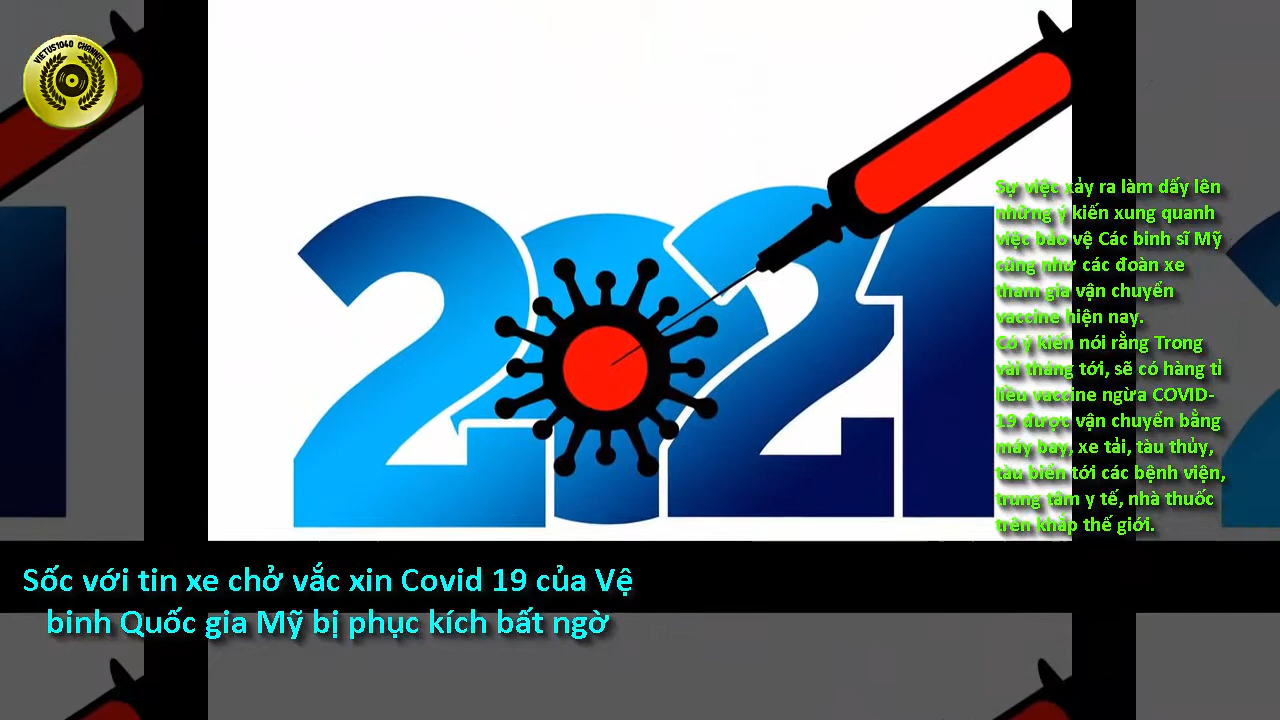 VIETUS1040 CHANNEL
2021
Sự việc xảy ra làm dấy lên
những ý kiến xung quanh
việc bảo vệ Các binh sĩ Mỹ
cũng như các đoàn xe
tham gia vận chuyển
vaccine hiện nay.
Có ý kiến nói rằng Trong
vài tháng tới, sẽ có hàng tỉ
liều vaccine ngừa COVID-
19 được vận chuyển bằng
máy bay, xe tải, tàu thủy,
tàu biển tới các bệnh viện,
trung tâm y tế, nhà thuốc
trên khắp thế giới.
Sốc với tin xe chở vắc xin Covid 19 của Vệ
binh Quốc gia Mỹ bị phục kích bất ngờ